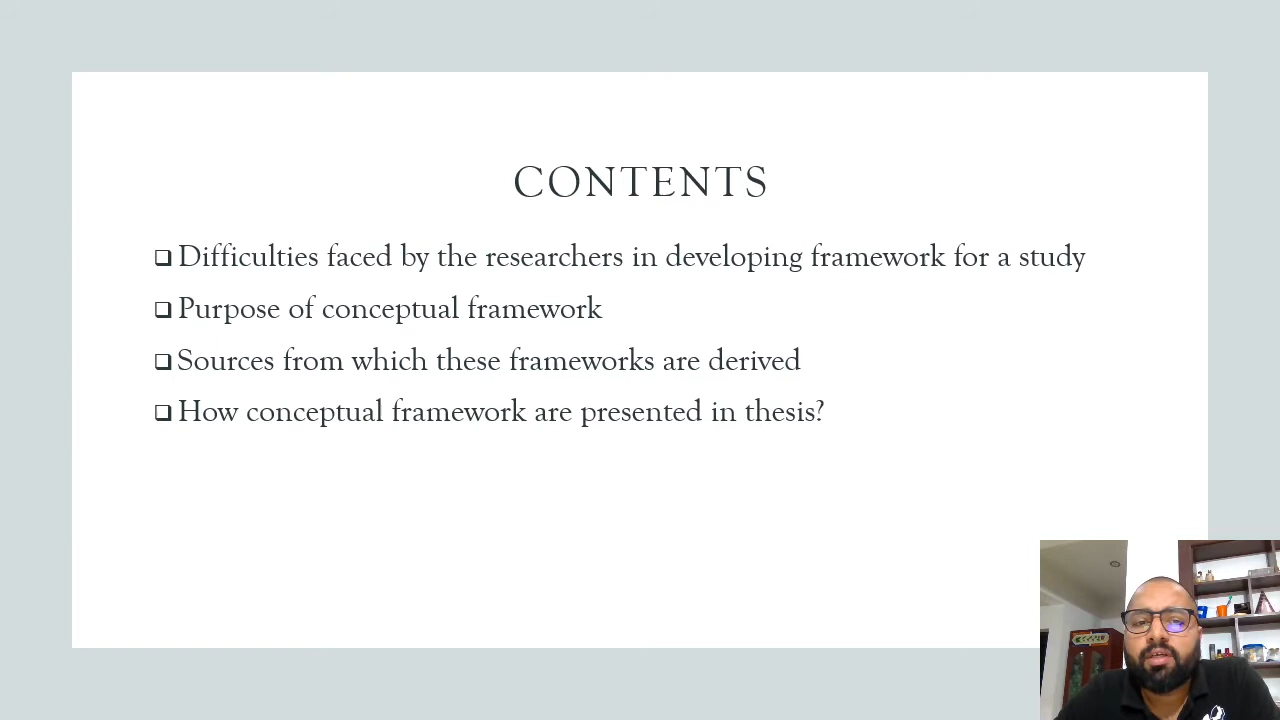 CONTENTS
❑ Difficulties faced by the researchers in developing framework for a study
❑ Purpose of conceptual framework
❑ Sources from which these frameworks are derived
❑ How conceptual framework are presented in thesis?